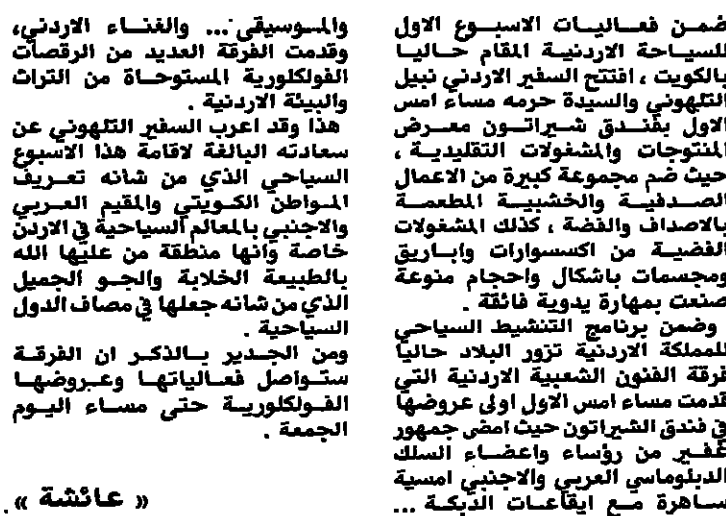 ضمن فعاليات الاسبوع الاول
للسياحة الاردنية المقام حاليا
بالكويت ، افتتح السفير الاردني نبيل
التلهوني والسيدة حرمه مساء امس
الاول بفندق شيراتون معرض
المنتوجات والمشغولات التقليدية ،
حيث ضم مجموعة كبيرة من الاعمال
الصدفية والخشبية المطعمة
بالاصداف والفضة ، كذلك المشغولات
الفضية من اكسسوارات واباريق
ومجسمات باشكال واحجام منوعة
صنعت بمهارة يدوية فائقة .
وضمن برنامج التنشيط السياحي
للمملكة الاردنية تزور البلاد حاليا
فرقة الفنون الشعبية الاردنية التي
قدمت مساء امس الاول اولى عروضها
في فندق الشيراتون حيث امضى جمهور
غفير من رؤساء واعضاء السلك
الدبلوماسي العربي والاجنبي امسية
ساهرة مع ايقاعات الدبكة ...
والموسيقى ... والغناء الاردني،
وقدمت الفرقة العديد من الرقصات
الفولكلورية المستوحاة من التراث
والبيئة الاردنية .
هذا وقد اعرب السفير التلهوني عن
سعادته البالغة لاقامة هذا الاسبوع
السياحي الذي من شانه تعريف
المواطن الكويتي والمقيم العربي
والاجنبي بالمعالم السياحية في الاردن
خاصة وانها منطقة من عليها الله
بالطبيعة الخلابة والجو الجميل
الذي من شانه جعلها في مصاف الدول
السياحية .
ومن الجدير بالذكر ان الفرقة
ستواصل فعالياتها وعروضها
الفولكلورية حتى مساء اليوم
الجمعة .
« عائشة » .